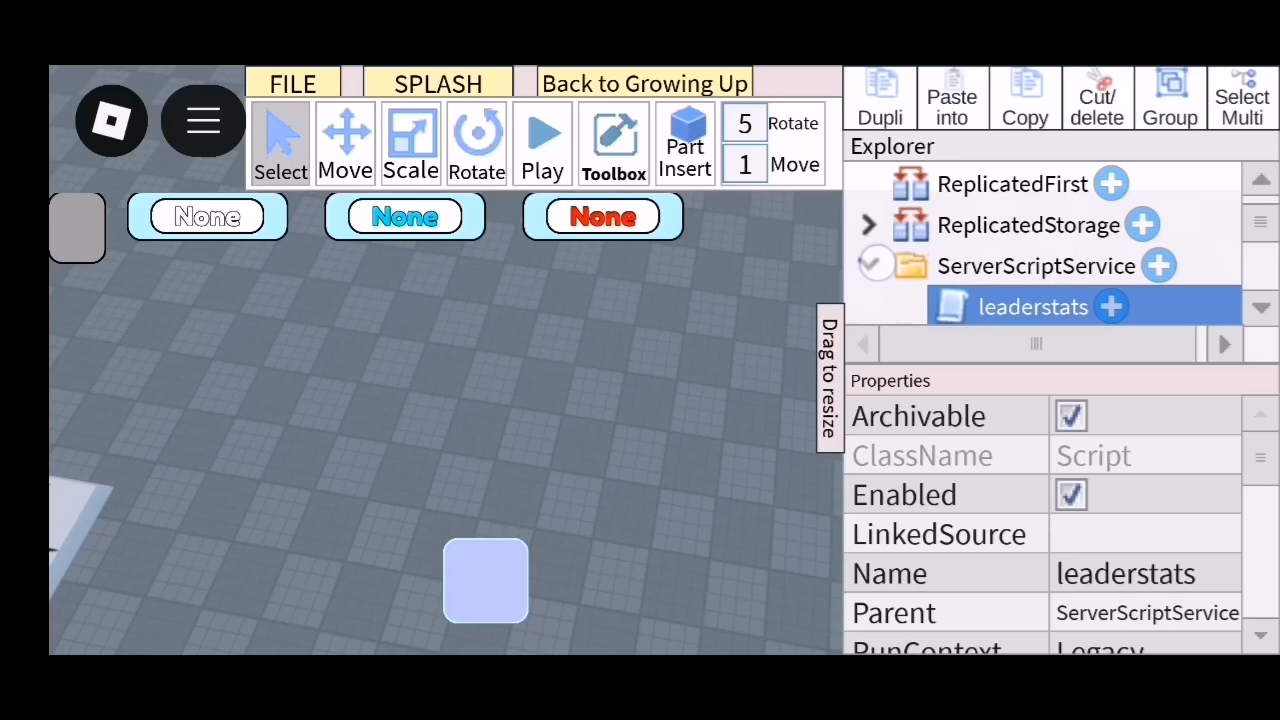 FILE
SPLASH
Back to Growing Up
Select
Move
Scale
Rotate
Play
Toolbox
Part
Insert
5 Rotate
1 Move
None
None
None
Drag to resize
Dupli
Paste
into
Copy
Cut/
delete
Group
Select
Multi
Explorer
ReplicatedFirst
ReplicatedStorage
ServerScriptService
leaderstats
Properties
Archivable
ClassName Script
Enabled
LinkedSource
Name leaderstats
Parent ServerScriptService
RunContext Legacy